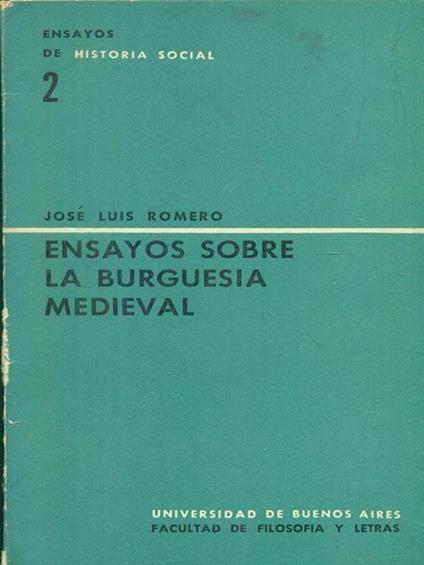 ENSAYOS
DE HISTORIA SOCIAL
2
JOSÉ LUIS ROMERO
ENSAYOS SOBRE
LA BURGUESIA
MEDIEVAL
UNIVERSIDAD DE BUENOS AIRES
FACULTAD DE FILOSOFIA Y LETRAS